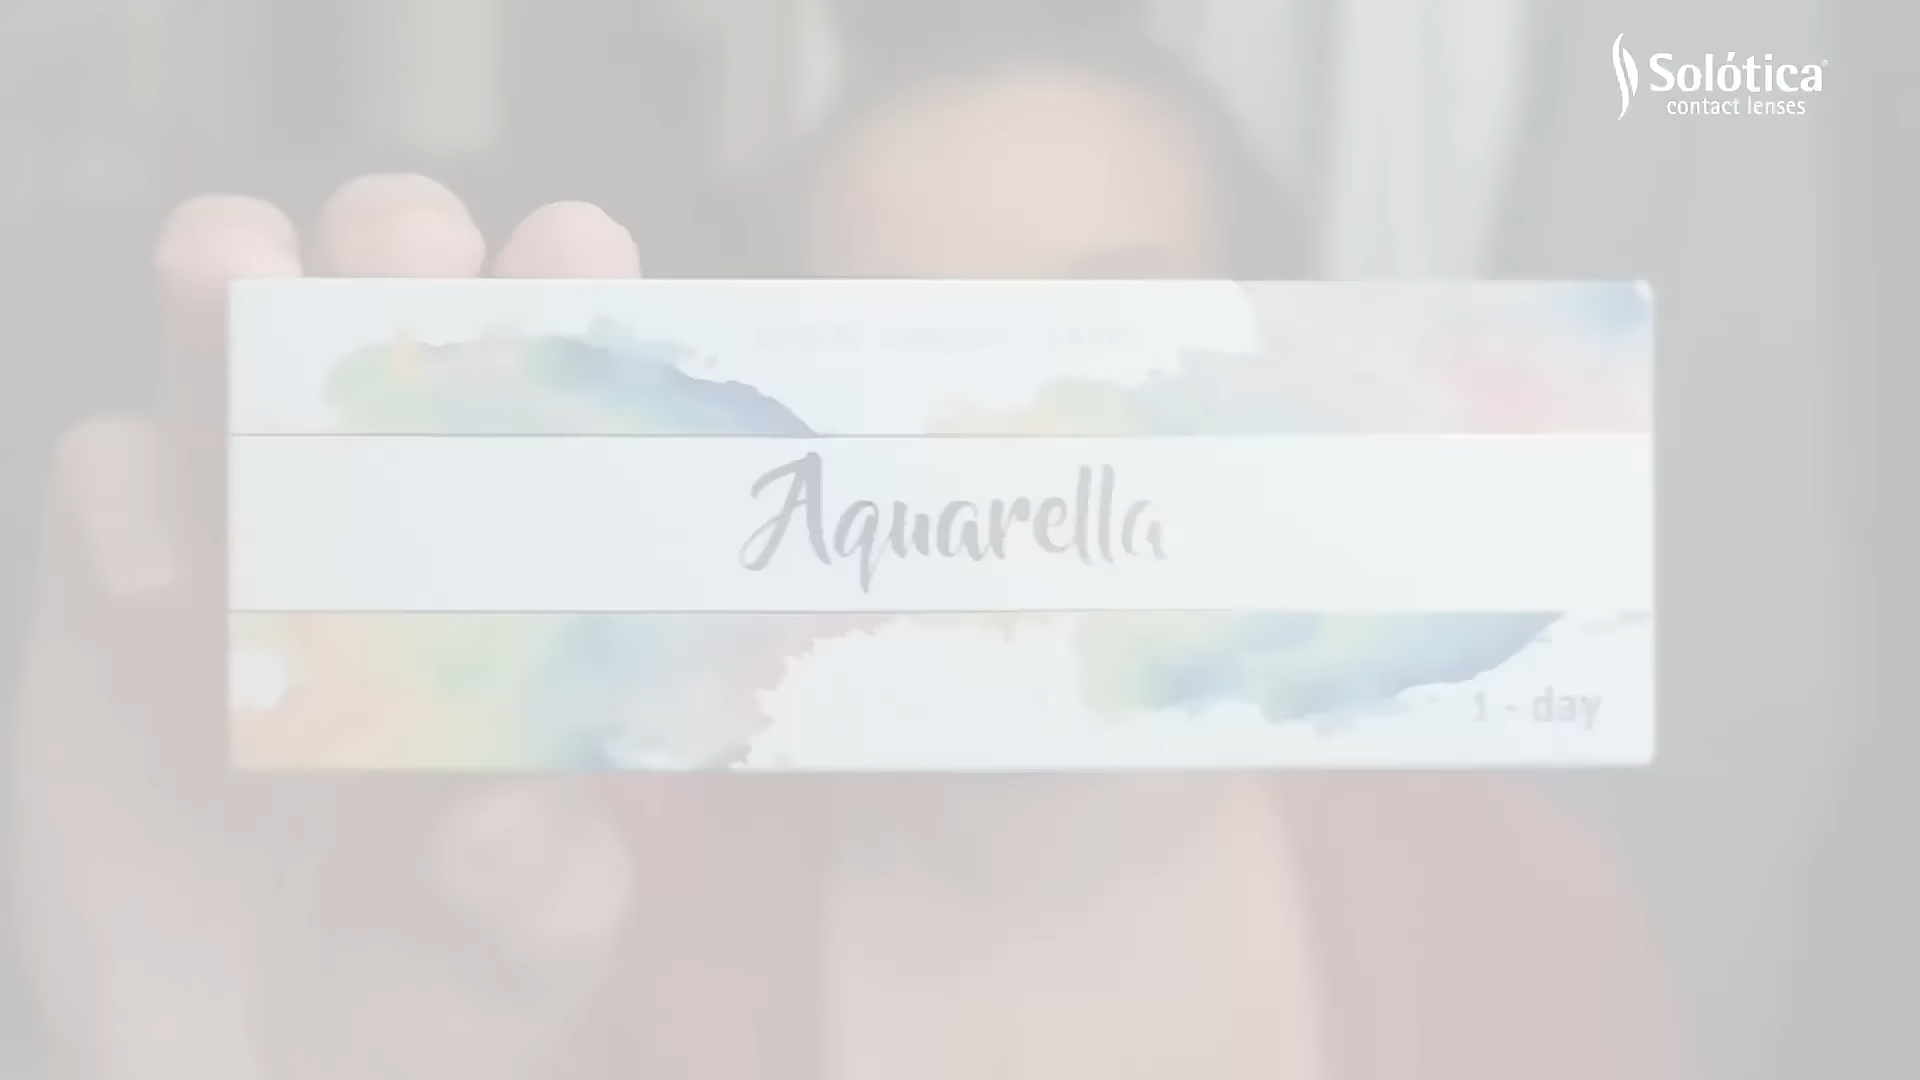 Solótica®
contact lenses
Aquarella
1 - day